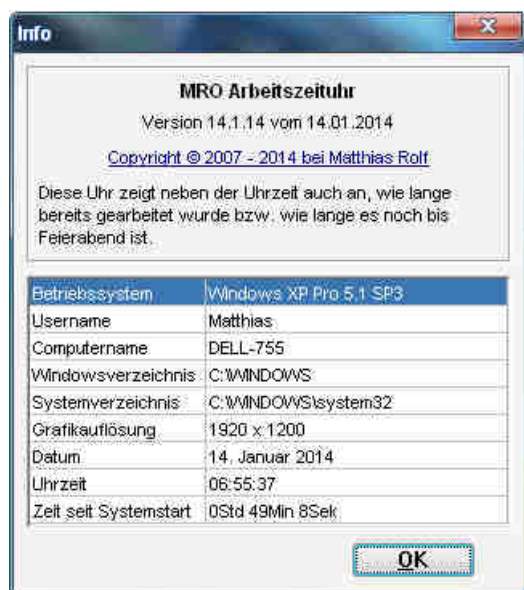 Info
MRO Arbeitszeituhr
Version 14.1.14 vom 14.01.2014
Copyright © 2007 - 2014 bei Matthias Rolf
Diese Uhr zeigt neben der Uhrzeit auch an, wie lange
bereits gearbeitet wurde bzw. wie lange es noch bis
Feierabend ist.
Betriebssystem Windows XP Pro 5.1 SP3
Username Matthias
Computername DELL-755
Windowsverzeichnis C:\WINDOWS
Systemverzeichnis C:\WINDOWS\system32
Grafikauflösung 1920 x 1200
Datum 14. Januar 2014
Uhrzeit 06:55:37
Zeit seit Systemstart 0Std 49Min 8Sek
OK